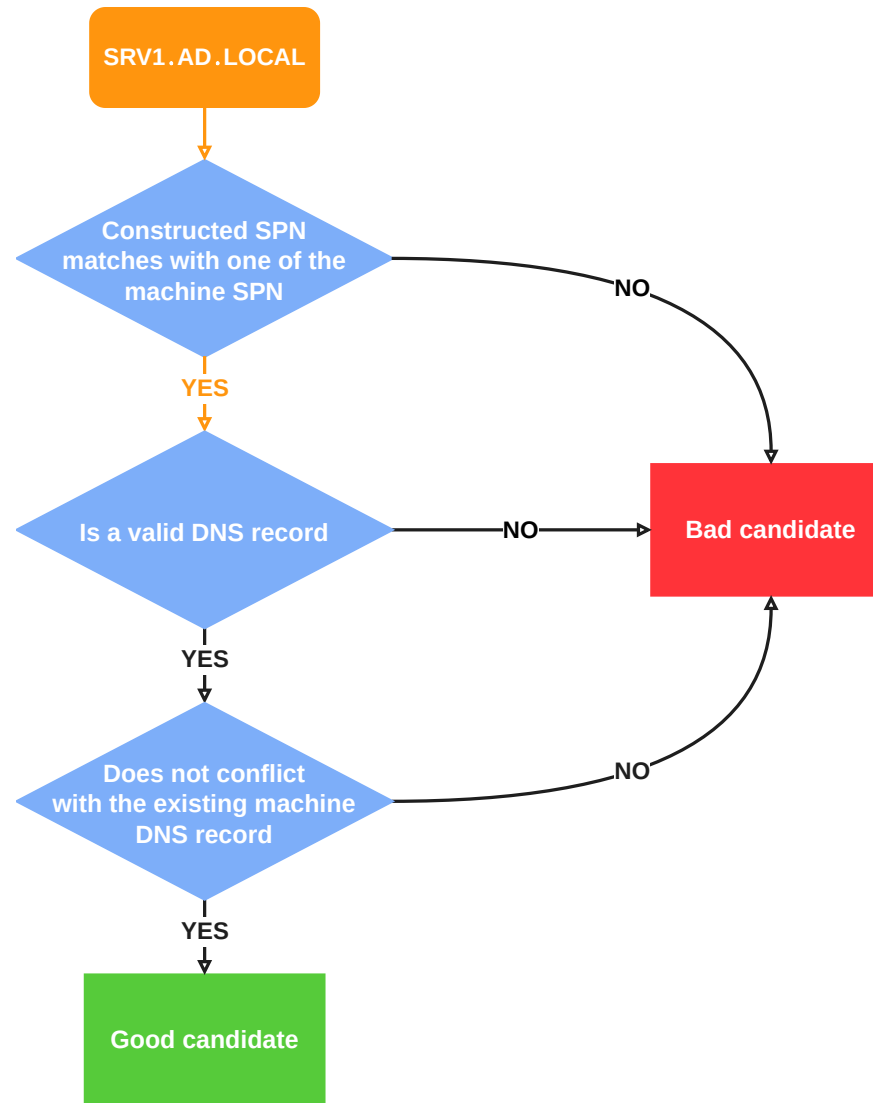 SRV1.AD.LOCAL
Constructed SPN
matches with one of the
machine SPN
NO
YES
Is a valid DNS record
NO
Bad candidate
YES
Does not conflict
with the existing machine
DNS record
NO
YES
Good candidate